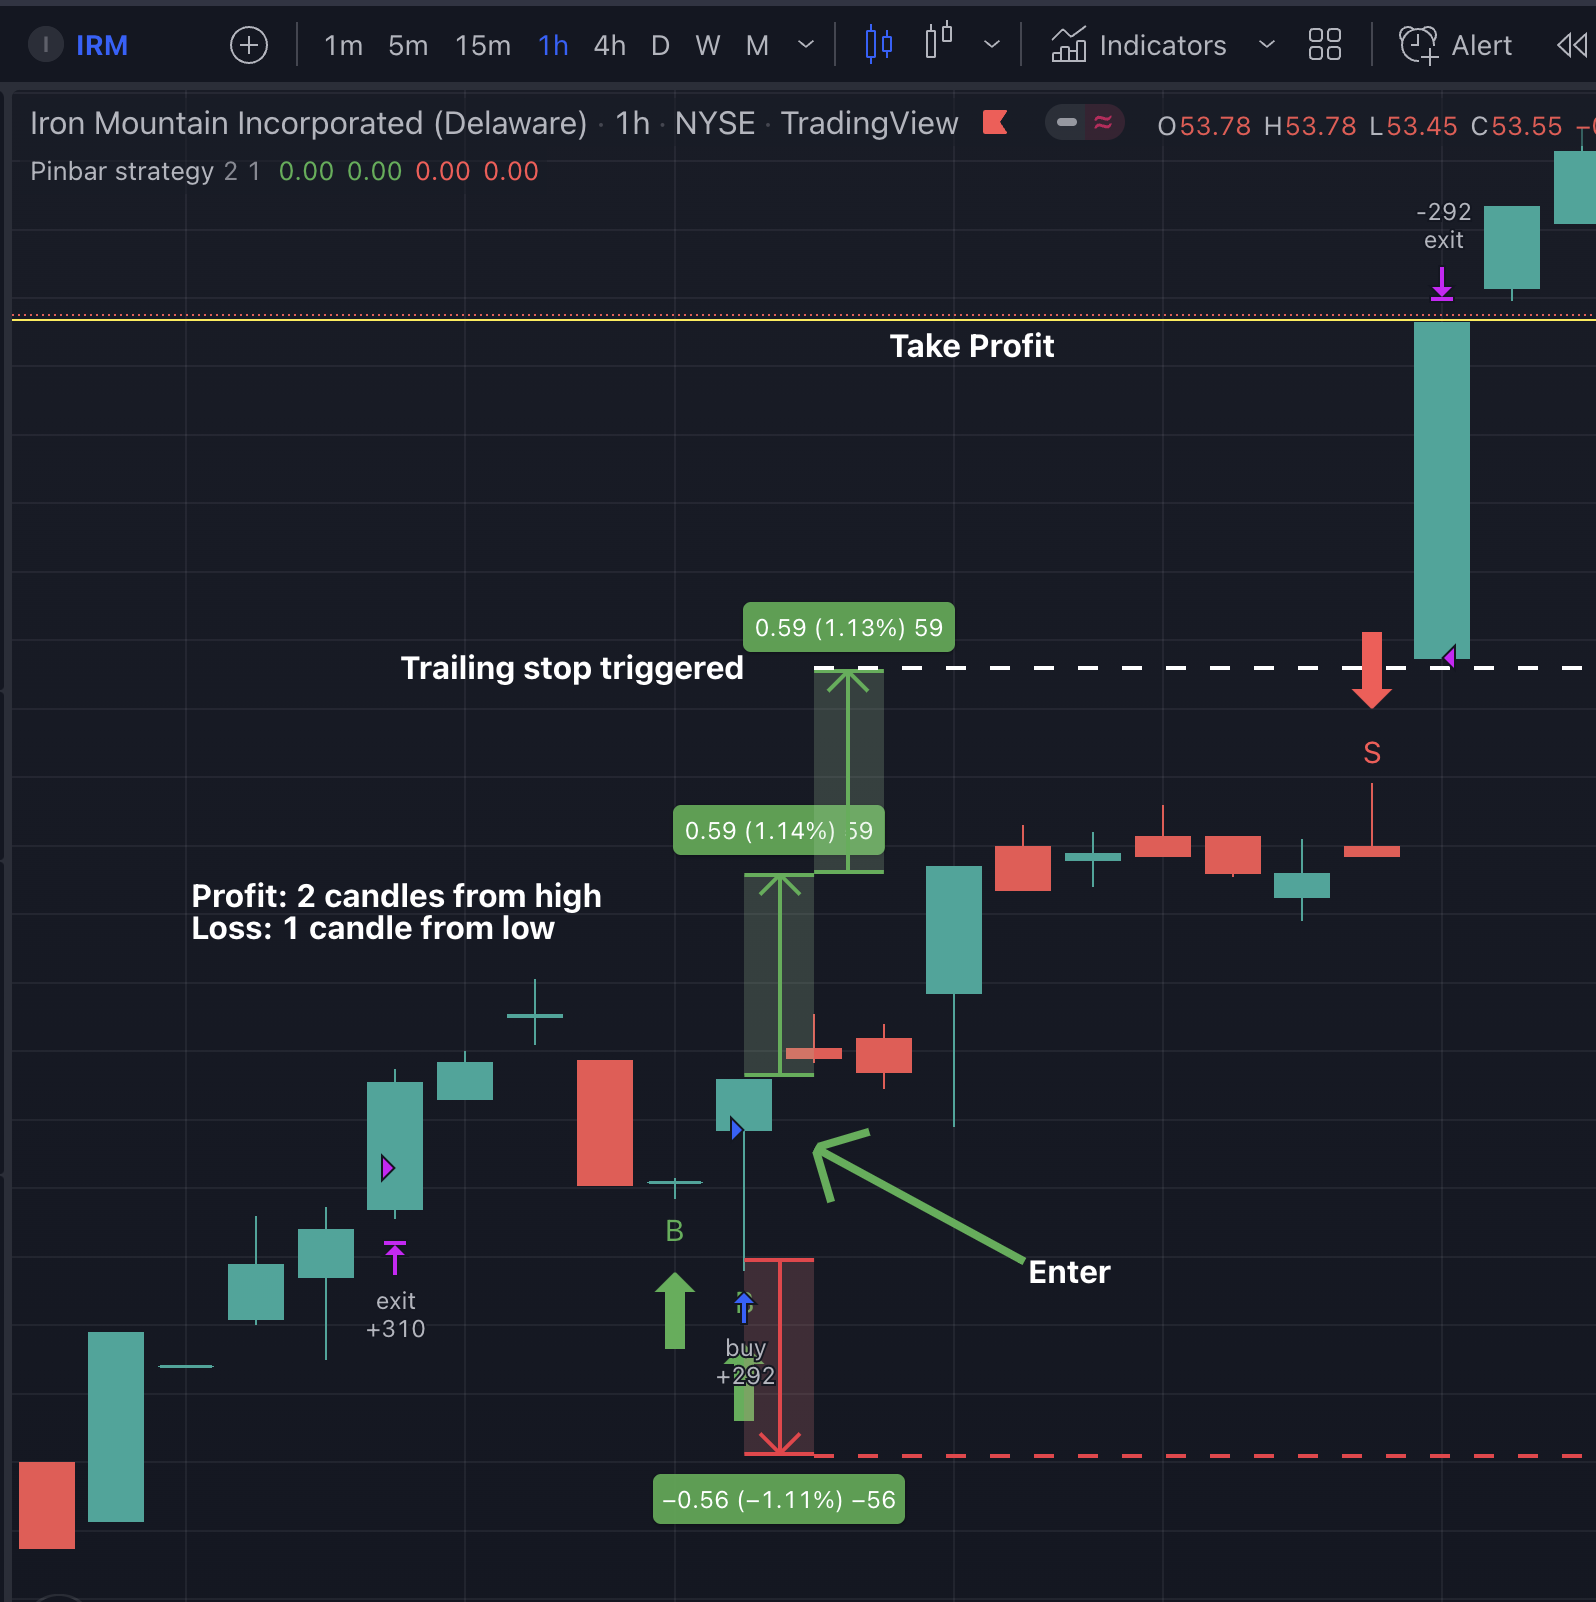 I IRM 1m 5m 15m 1h 4h D W M Indicators Alert
Iron Mountain Incorporated (Delaware) · 1h · NYSE · TradingView O53.78 H53.78 L53.45 C53.55
Pinbar strategy 2 1 0.00 0.00 0.00 0.00
-292
exit
Take Profit
0.59 (1.13%) 59
Trailing stop triggered
S
0.59 (1.14%) 59
Profit: 2 candles from high
Loss: 1 candle from low
B
Enter
exit
+310
B
buy
+292
−0.56 (−1.11%) −56